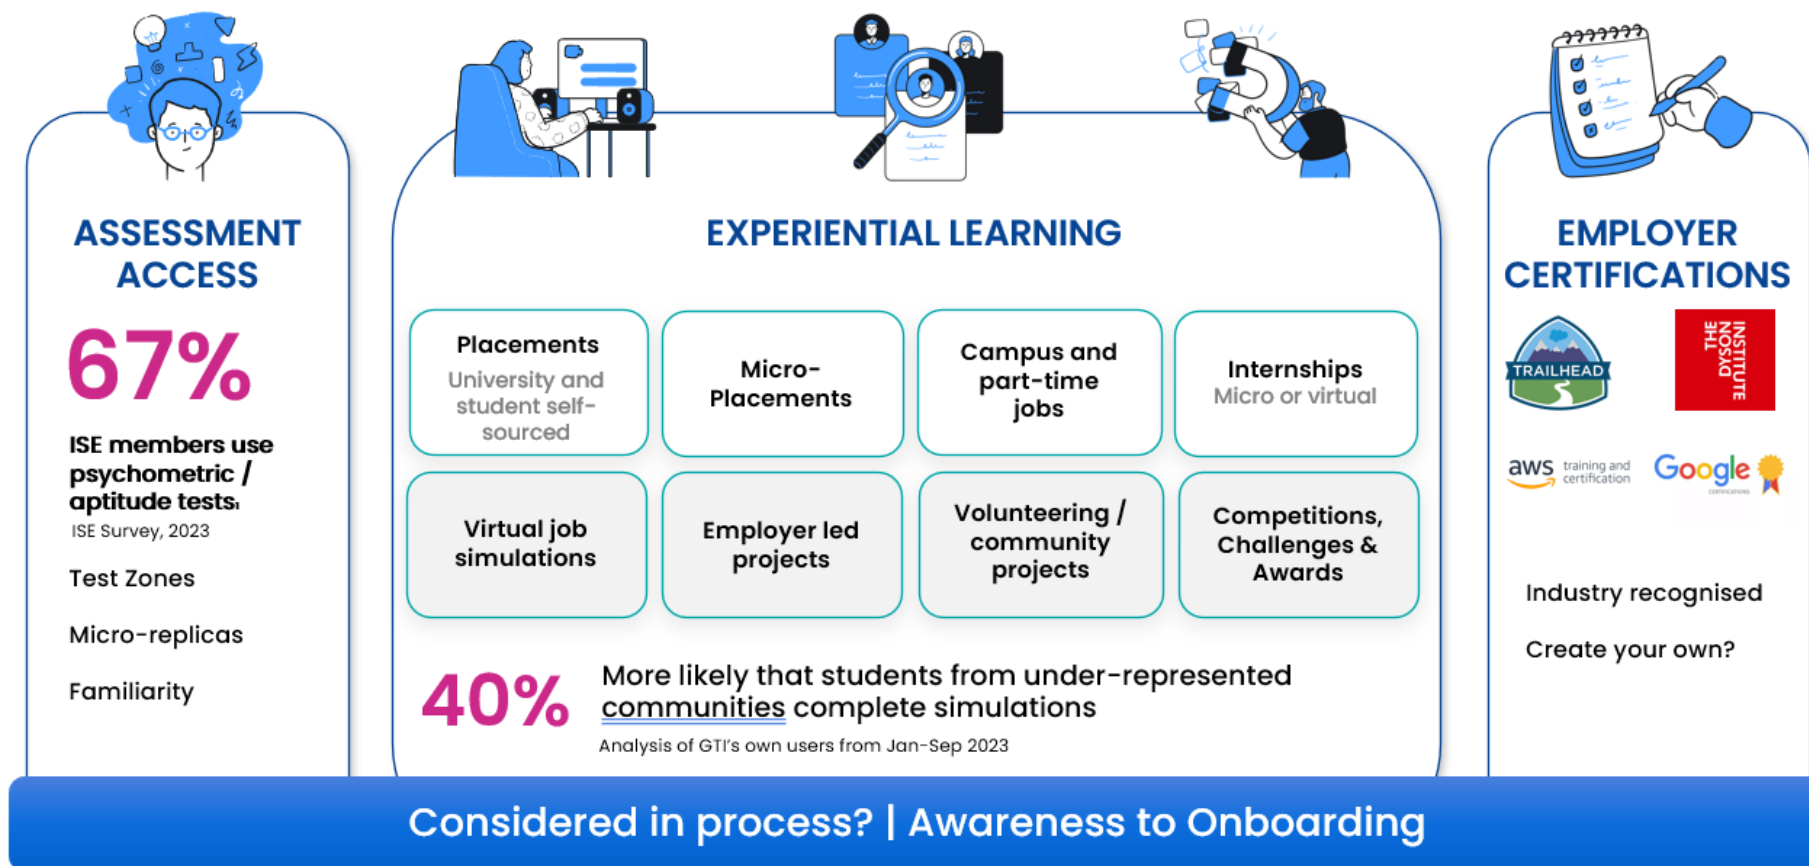 ASSESSMENT
ACCESS
67%
ISE members use
psychometric /
aptitude tests
ISE Survey, 2023
Test Zones
Micro-replicas
Familiarity
EXPERIENTIAL LEARNING
Placements
University and
student self-
sourced
Micro-
Placements
Campus and
part-time
jobs
Internships
Micro or virtual
Virtual job
simulations
Employer led
projects
Volunteering /
community
projects
Competitions,
Challenges &
Awards
40%
More likely that students from under-represented
communities complete simulations
Analysis of GTI's own users from Jan-Sep 2023
EMPLOYER
CERTIFICATIONS
TRAILHEAD
THE
DYSON
INSTITUTE
aws training and
certification
Google
CERTIFICATIONS
Industry recognised
Create your own?
Considered in process? | Awareness to Onboarding